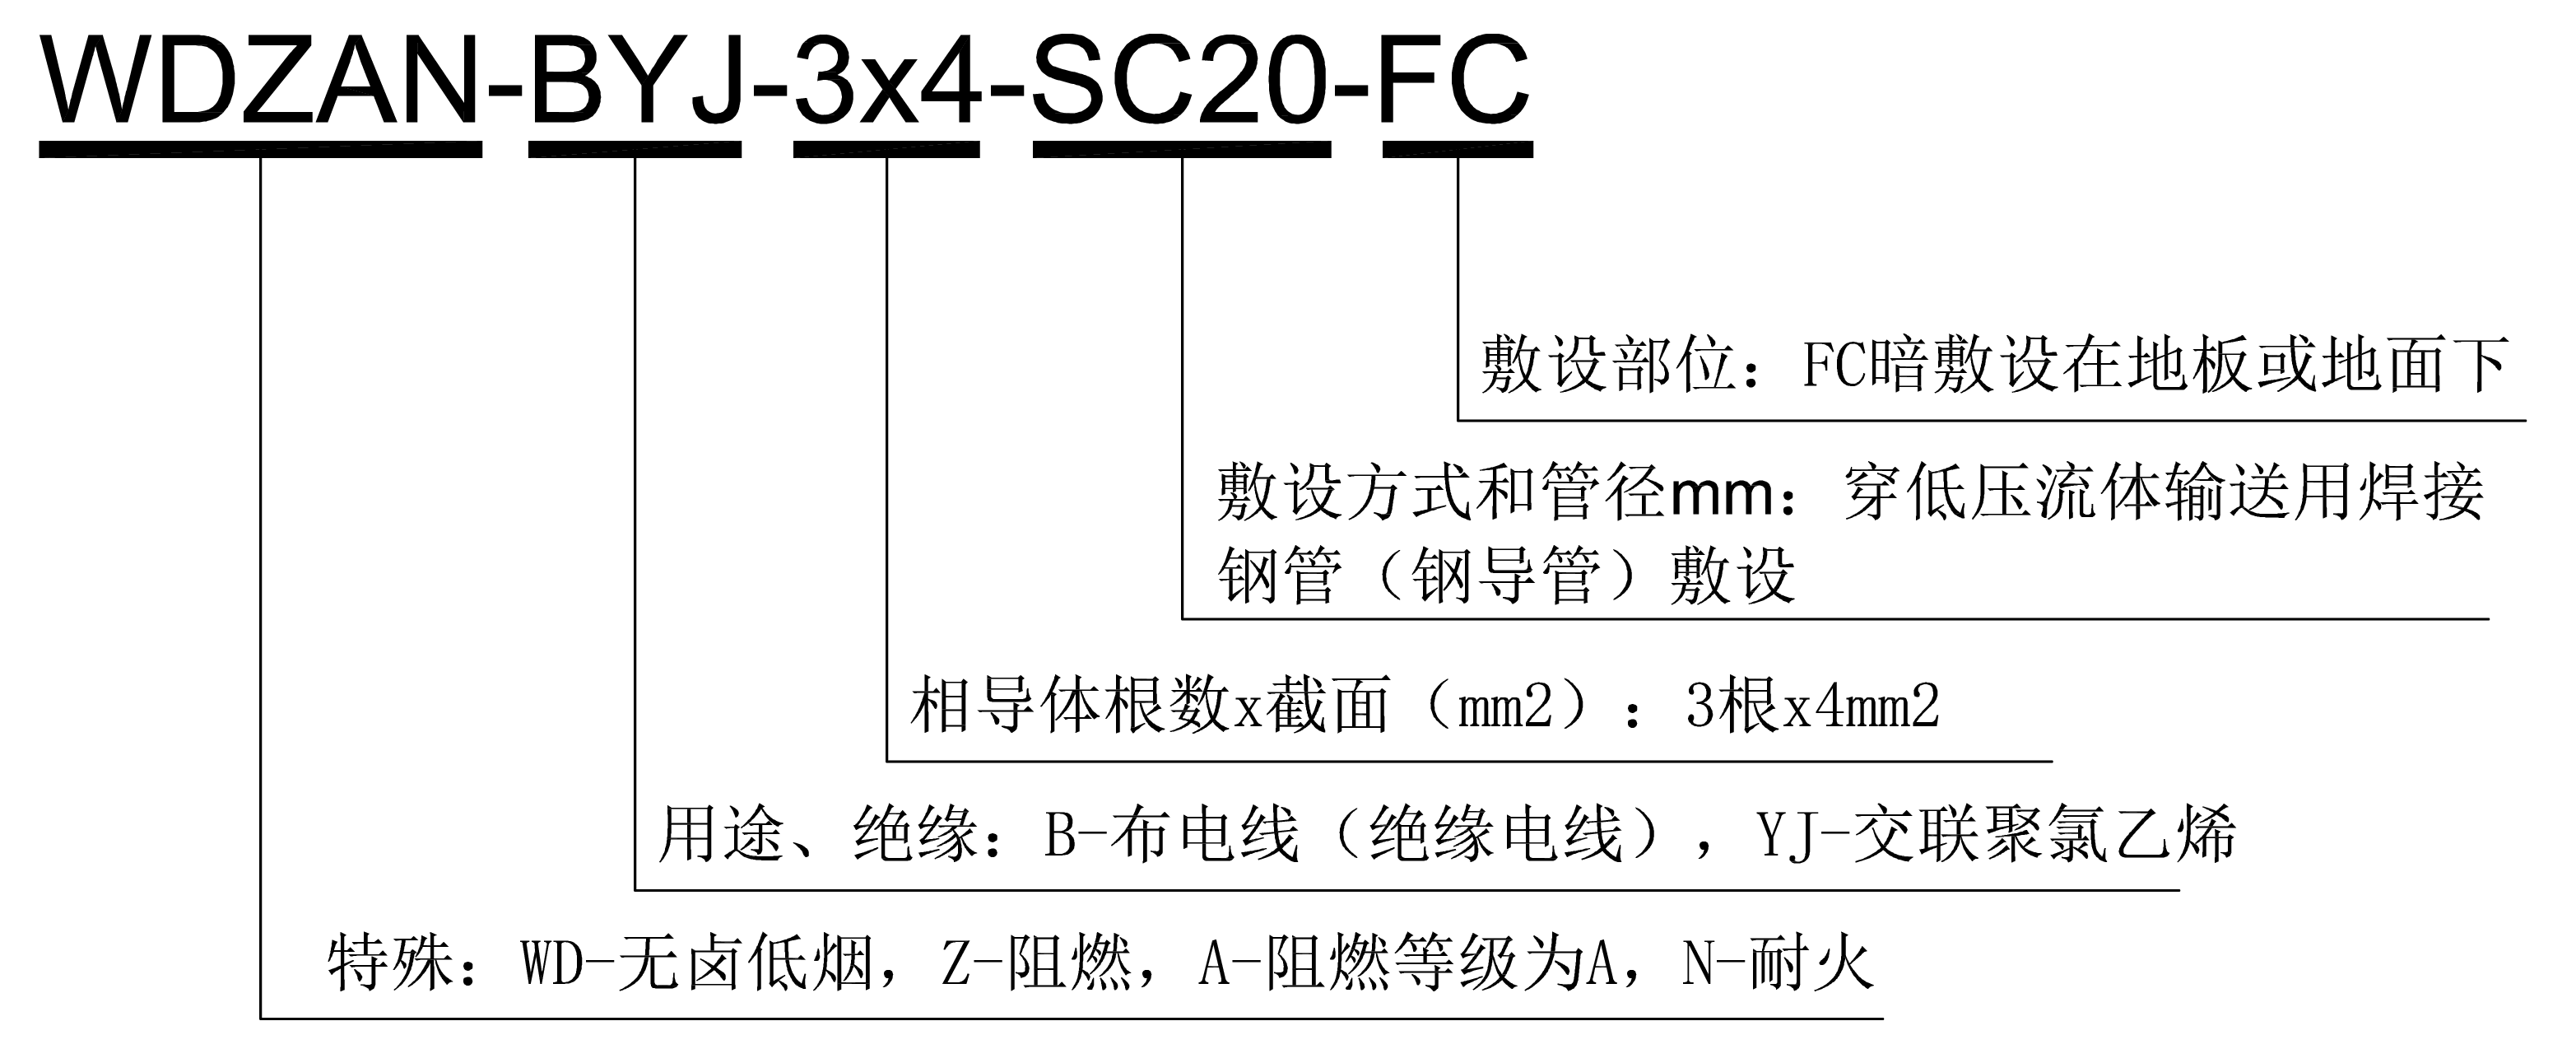 WDZAN-BYJ-3x4-SC20-FC
敷设部位：FC暗敷设在地板或地面下
敷设方式和管径mm：穿低压流体输送用焊接
钢管（钢导管）敷设
相导体根数x截面（mm2）：3根x4mm2
用途、绝缘：B-布电线（绝缘电线），YJ-交联聚氯乙烯
特殊：WD-无卤低烟，Z-阻燃，A-阻燃等级为A，N-耐火